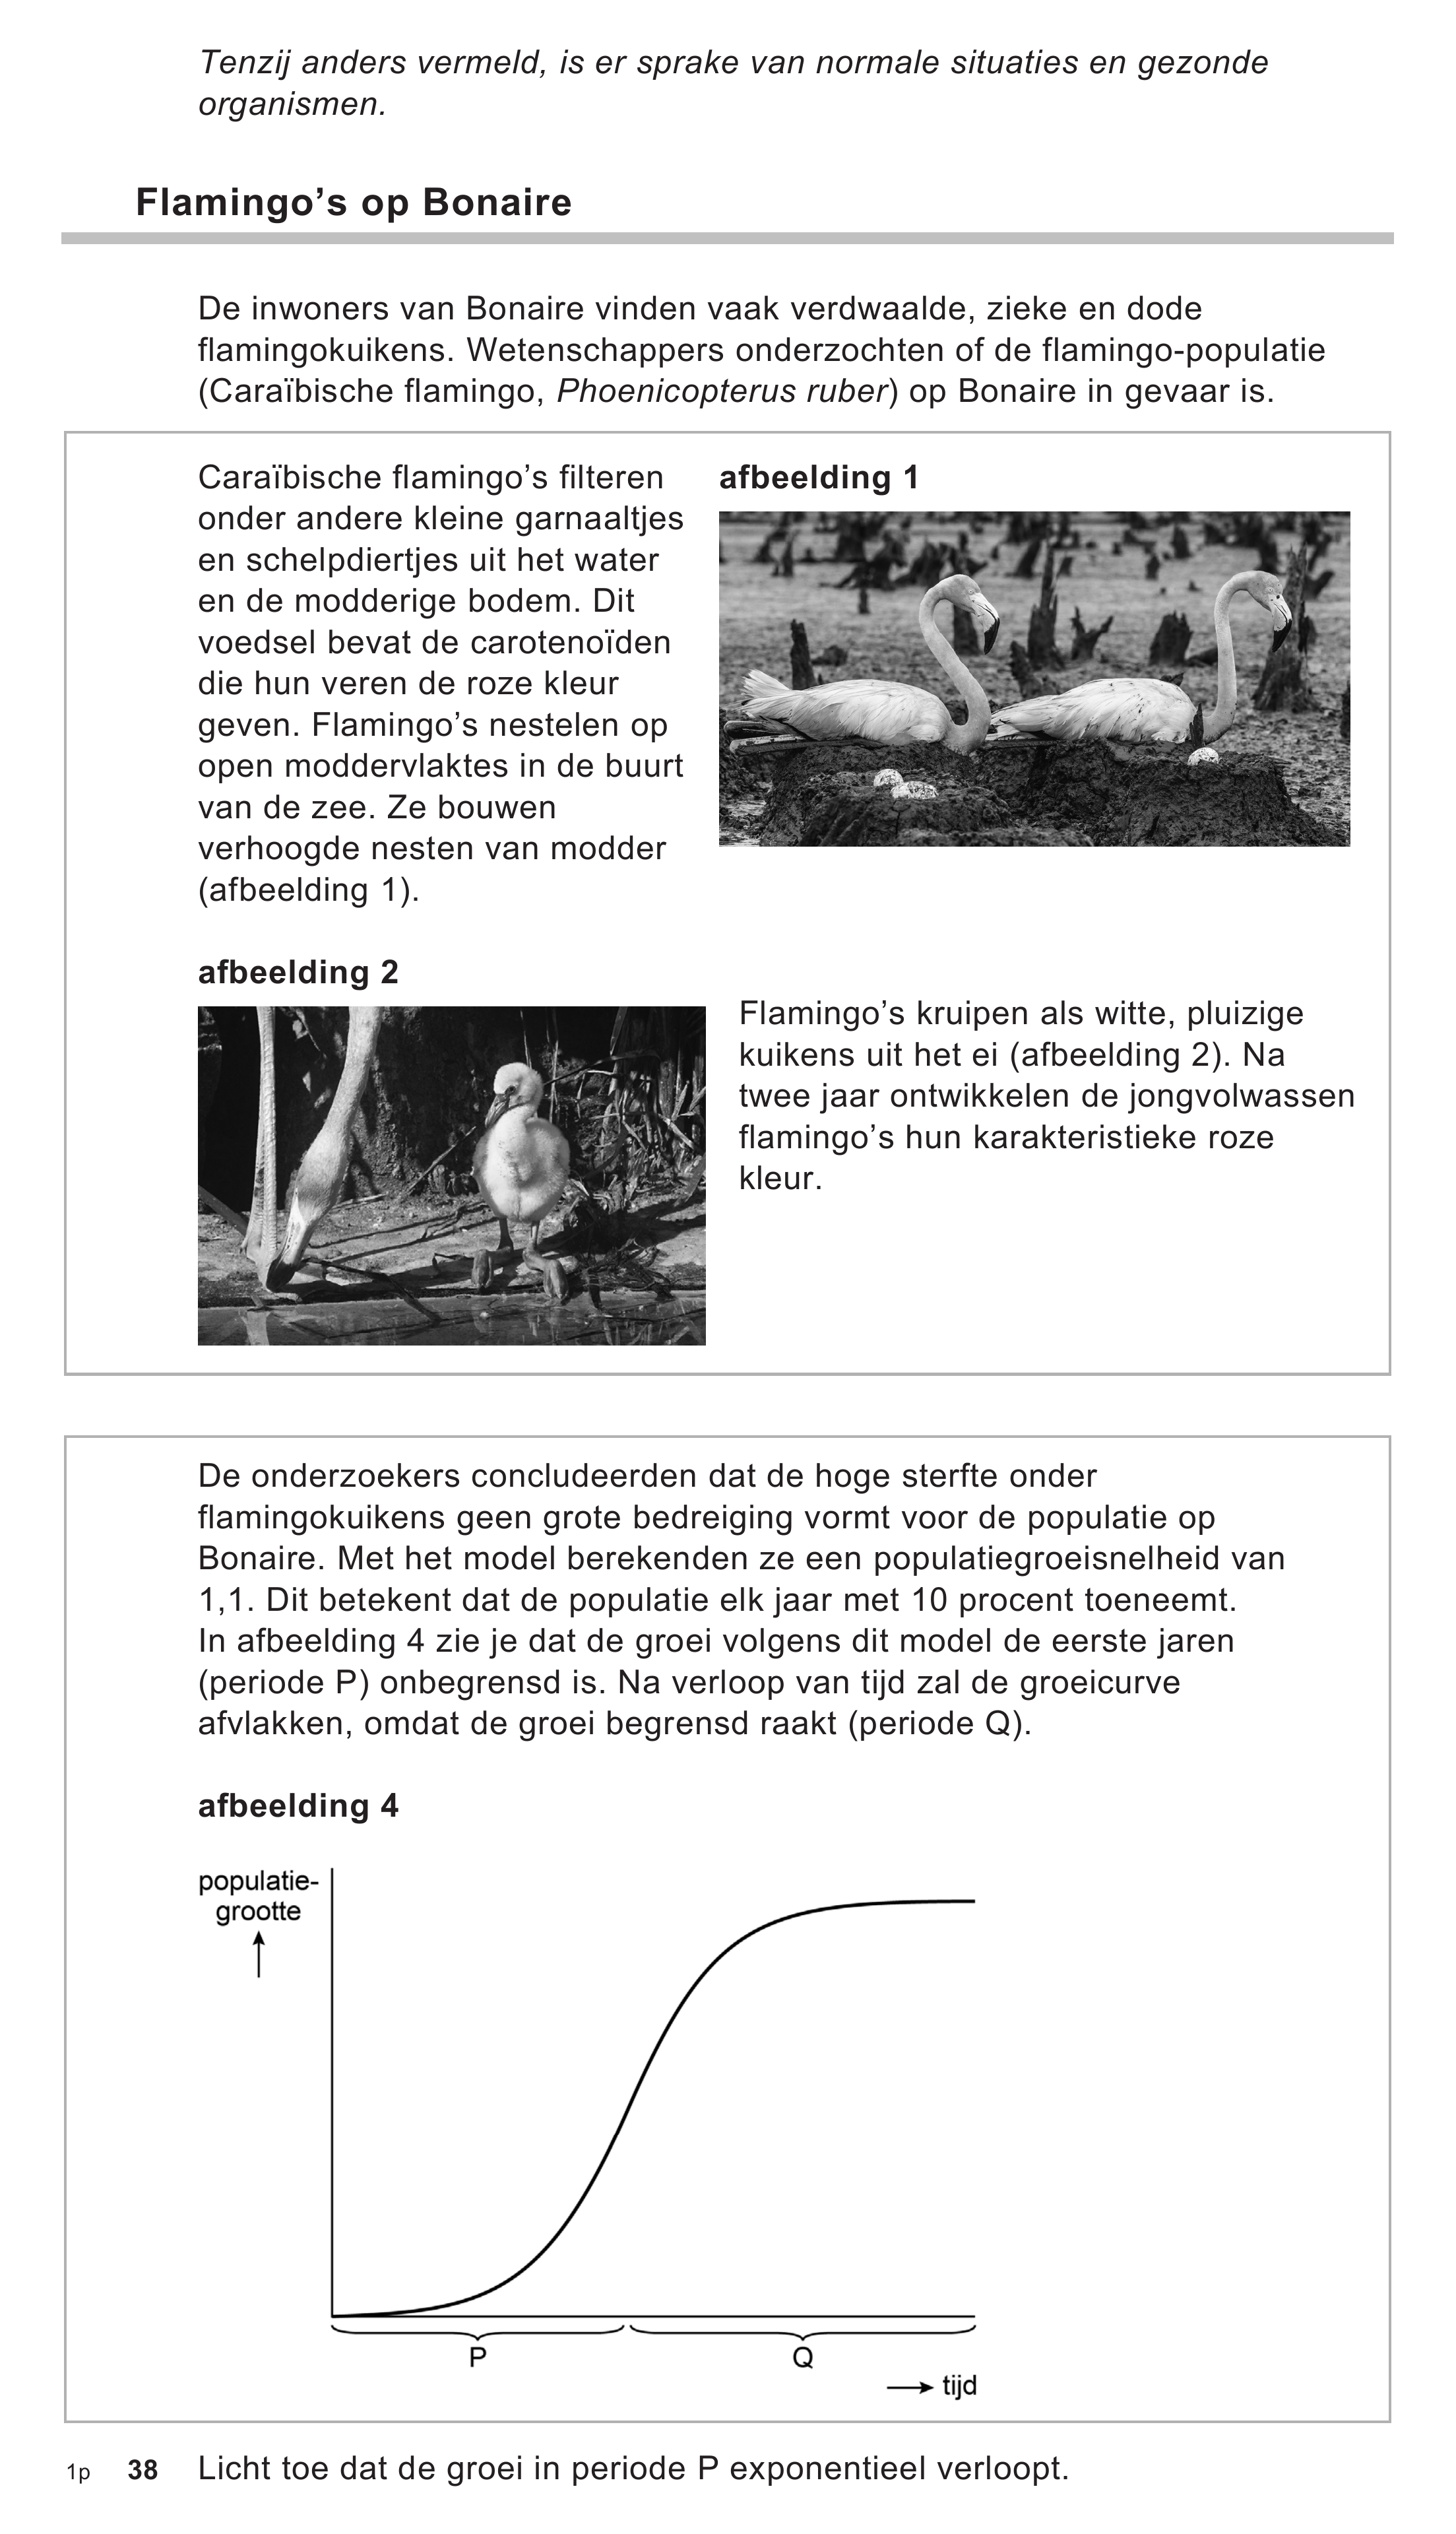 Tenzij anders vermeld, is er sprake van normale situaties en gezonde
organismen.
Flamingo’s op Bonaire
De inwoners van Bonaire vinden vaak verdwaalde, zieke en dode
flamingokuikens. Wetenschappers onderzochten of de flamingo-populatie
(Caraïbische flamingo, Phoenicopterus ruber) op Bonaire in gevaar is.
Caraïbische flamingo’s filteren
onder andere kleine garnaaltjes
en schelpdiertjes uit het water
en de modderige bodem. Dit
voedsel bevat de carotenoïden
die hun veren de roze kleur
geven. Flamingo’s nestelen op
open moddervlaktes in de buurt
van de zee. Ze bouwen
verhoogde nesten van modder
(afbeelding 1).
afbeelding 1
afbeelding 2
Flamingo’s kruipen als witte, pluizige
kuikens uit het ei (afbeelding 2). Na
twee jaar ontwikkelen de jongvolwassen
flamingo’s hun karakteristieke roze
kleur.
De onderzoekers concludeerden dat de hoge sterfte onder
flamingokuikens geen grote bedreiging vormt voor de populatie op
Bonaire. Met het model berekenden ze een populatiegroeisnelheid van
1,1. Dit betekent dat de populatie elk jaar met 10 procent toeneemt.
In afbeelding 4 zie je dat de groei volgens dit model de eerste jaren
(periode P) onbegrensd is. Na verloop van tijd zal de groeicurve
afvlakken, omdat de groei begrensd raakt (periode Q).
afbeelding 4
populatie-
grootte
P
Q
tijd
1p 38 Licht toe dat de groei in periode P exponentieel verloopt.